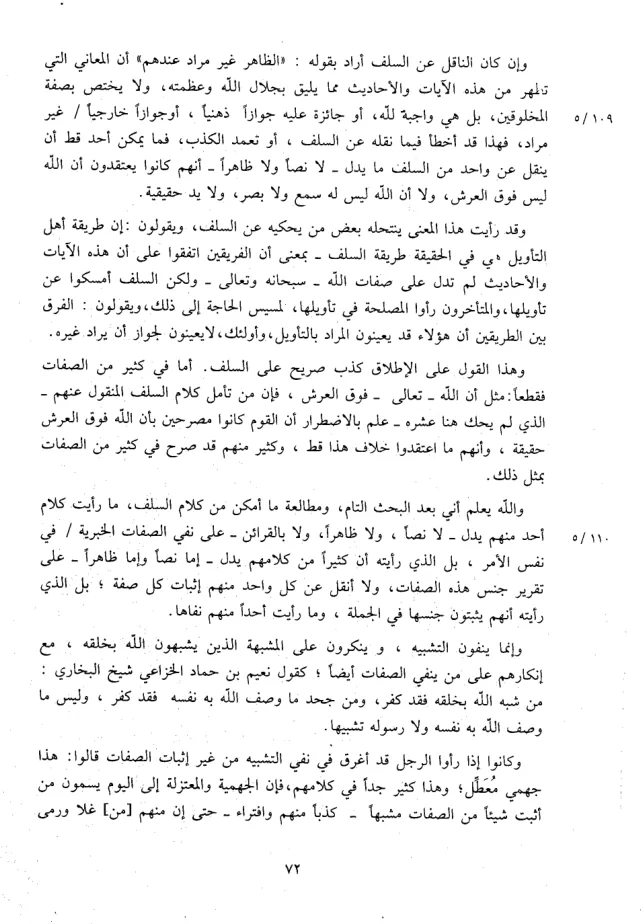 وإن كان الناقل عن السلف أراد بقوله : «الظاهر غير مراد عندهم» أن المعاني التي
تظهر من هذه الآيات والأحاديث مما يليق بجلال اللّه وعظمته، ولا يختص بصفة
المخلوقين، بل هي واجبة للّه، أو جائزة عليه جوازاً ذهنياً ، أوجوازاً خارجياً / غير
٥/١٠٩
مراد، فهذا قد أخطأ فيما نقله عن السلف ، أو تعمد الكذب، فما يمكن أحد قط أن
ينقل عن واحد من السلف ما يدل ـ لا نصاً ولا ظاهراً ـ أنهم كانوا يعتقدون أن اللّه
ليس فوق العرش، ولا أن اللّه ليس له سمع ولا بصر، ولا يد حقيقية.
وقد رأيت هذا المعنى ينتحله بعض من يحكيه عن السلف، ويقولون :إن طريقة أهل
التأويل هي في الحقيقة طريقة السلف ـ بمعنى أن الفريقين اتفقوا على أن هذه الآيات
والأحاديث لم تدل على صفات اللّه ـ سبحانه وتعالى ـ ولكن السلف أمسكوا عن
تأويلها،والمتأخرون رأوا المصلحة في تأويلها، لمسيس الحاجة إلى ذلك،ويقولون : الفرق
بين الطريقين أن هؤلاء قد يعينون المراد بالتأويل،وأولئك،لايعينون لجواز أن يراد غيره.
وهذا القول على الإطلاق كذب صريح على السلف. أما في كثير من الصفات
فقطعاً:مثل أن اللّه ـ تعالى ـ فوق العرش ، فإن من تأمل كلام السلف المنقول عنهم ـ
الذي لم يحك هنا عشره ـ علم بالاضطرار أن القوم كانوا مصرحين بأن اللّه فوق العرش
حقيقة ، وأنهم ما اعتقدوا خلاف هذا قط ، وكثير منهم قد صرح في كثير من الصفات
بمثل ذلك.
واللّه يعلم أني بعد البحث التام، ومطالعة ما أمكن من كلام السلف، ما رأيت كلام
أحد منهم يدل ـ لا نصاً ، ولا ظاهراً، ولا بالقرائن ـ على نفي الصفات الخبرية / في
٥/١١٠
نفس الأمر ، بل الذي رأيته أن كثيراً من كلامهم يدل ـ إما نصاً وإما ظاهراً ـ على
تقرير جنس هذه الصفات، ولا أنقل عن كل واحد منهم إثبات كل صفة ؛ بل الذي
رأيته أنهم يثبتون جنسها في الجملة ، وما رأيت أحداً منهم نفاها.
وإنما ينفون التشبيه ، و ينكرون على المشبهة الذين يشبهون اللّه بخلقه ، مع
إنكارهم على من ينفي الصفات أيضاً ؛ كقول نعيم بن حماد الخزاعي شيخ البخاري :
من شبه اللّه بخلقه فقد كفر، ومن جحد ما وصف اللّه به نفسه فقد كفر ، وليس ما
وصف اللّه به نفسه ولا رسوله تشبيها.
وكانوا إذا رأوا الرجل قد أغرق في نفي التشبيه من غير إثبات الصفات قالوا: هذا
جهمي مُعَطِّل؛ وهذا كثير جداً في كلامهم،فإن الجهمية والمعتزلة إلى اليوم يسمون من
أثبت شيئاً من الصفات مشبهاً ـ كذباً منهم وافتراء ـ حتى إن منهم [من] غلا ورمى
٧٢